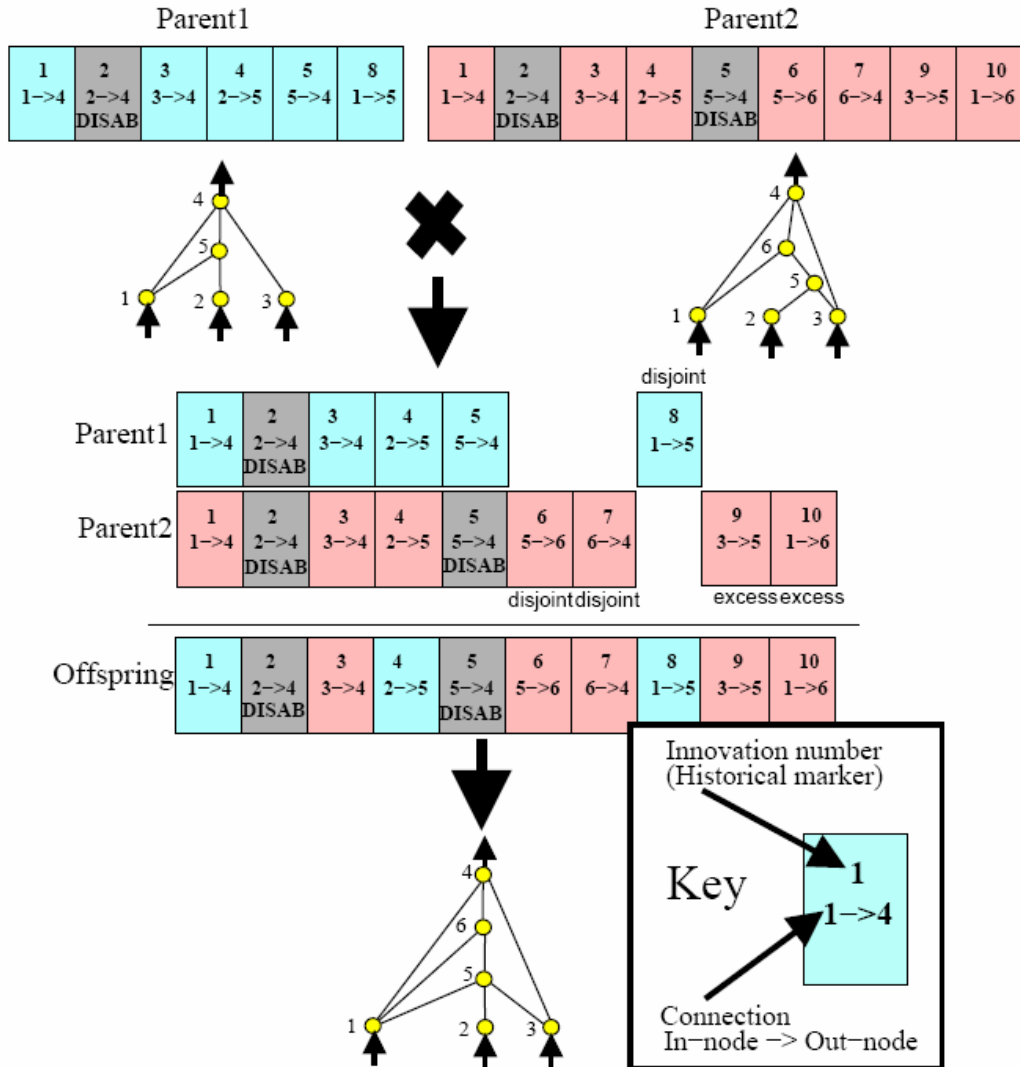 Parent1
Parent2
1 2 3 4 5 8
1−>4 2−>4 3−>4 2−>5 5−>4 1−>5
DISAB
1 2 3 4 5 6 7 9 10
1−>4 2−>4 3−>4 2−>5 5−>4 5−>6 6−>4 3−>5 1−>6
DISAB DISAB
4
5
1 2 3
4
6
5
1 2 3
disjoint
Parent1
1 2 3 4 5 8
1−>4 2−>4 3−>4 2−>5 5−>4 1−>5
DISAB
Parent2
1 2 3 4 5 6 7 9 10
1−>4 2−>4 3−>4 2−>5 5−>4 5−>6 6−>4 3−>5 1−>6
DISAB DISAB
disjoint disjoint excess excess
Offspring
1 2 3 4 5 6 7 8 9 10
1−>4 2−>4 3−>4 2−>5 5−>4 5−>6 6−>4 1−>5 3−>5 1−>6
DISAB DISAB
4
6
5
1 2 3
Innovation number
(Historical marker)
Key
1
1−>4
Connection
In−node −> Out−node